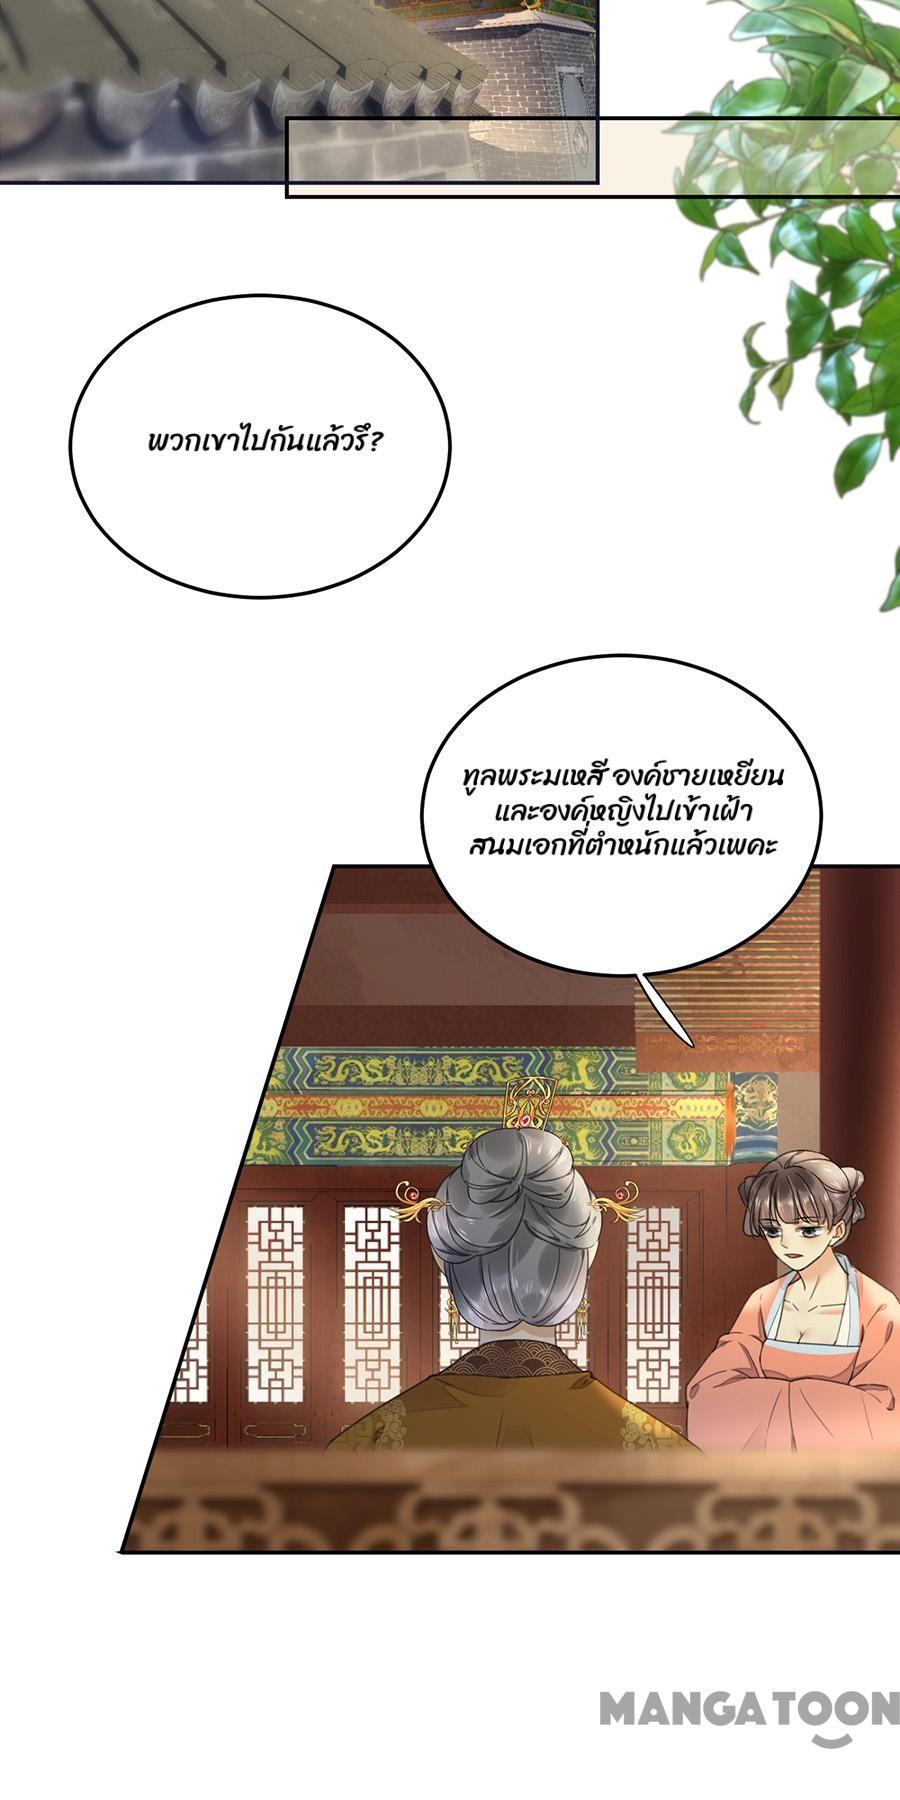 พวกเขาไปกันแล้วรึ?
ทูลพระมเหสี องค์ชายเหยียน
และองค์หญิงไปเข้าเฝ้า
สนมเอกที่ตำหนักแล้วเพคะ
MANGATOON